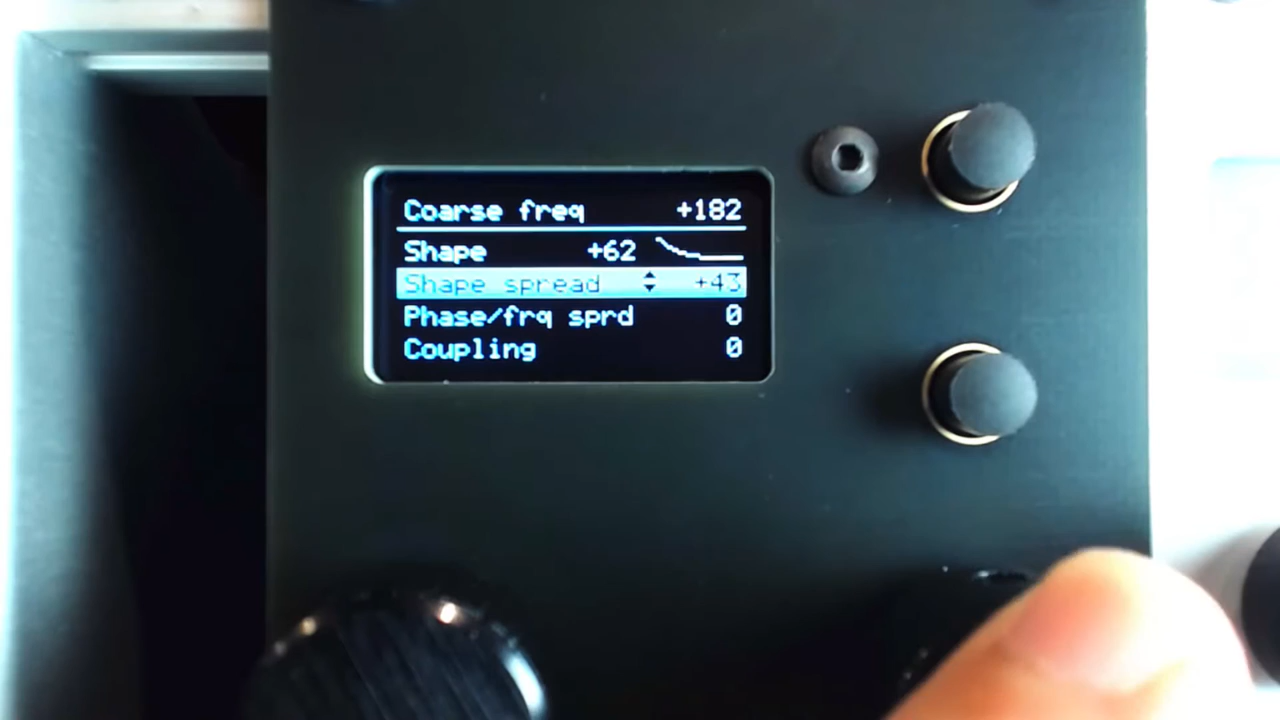 Coarse freq +182
Shape +62
Shape spread +43
Phase/frq sprd 0
Coupling 0